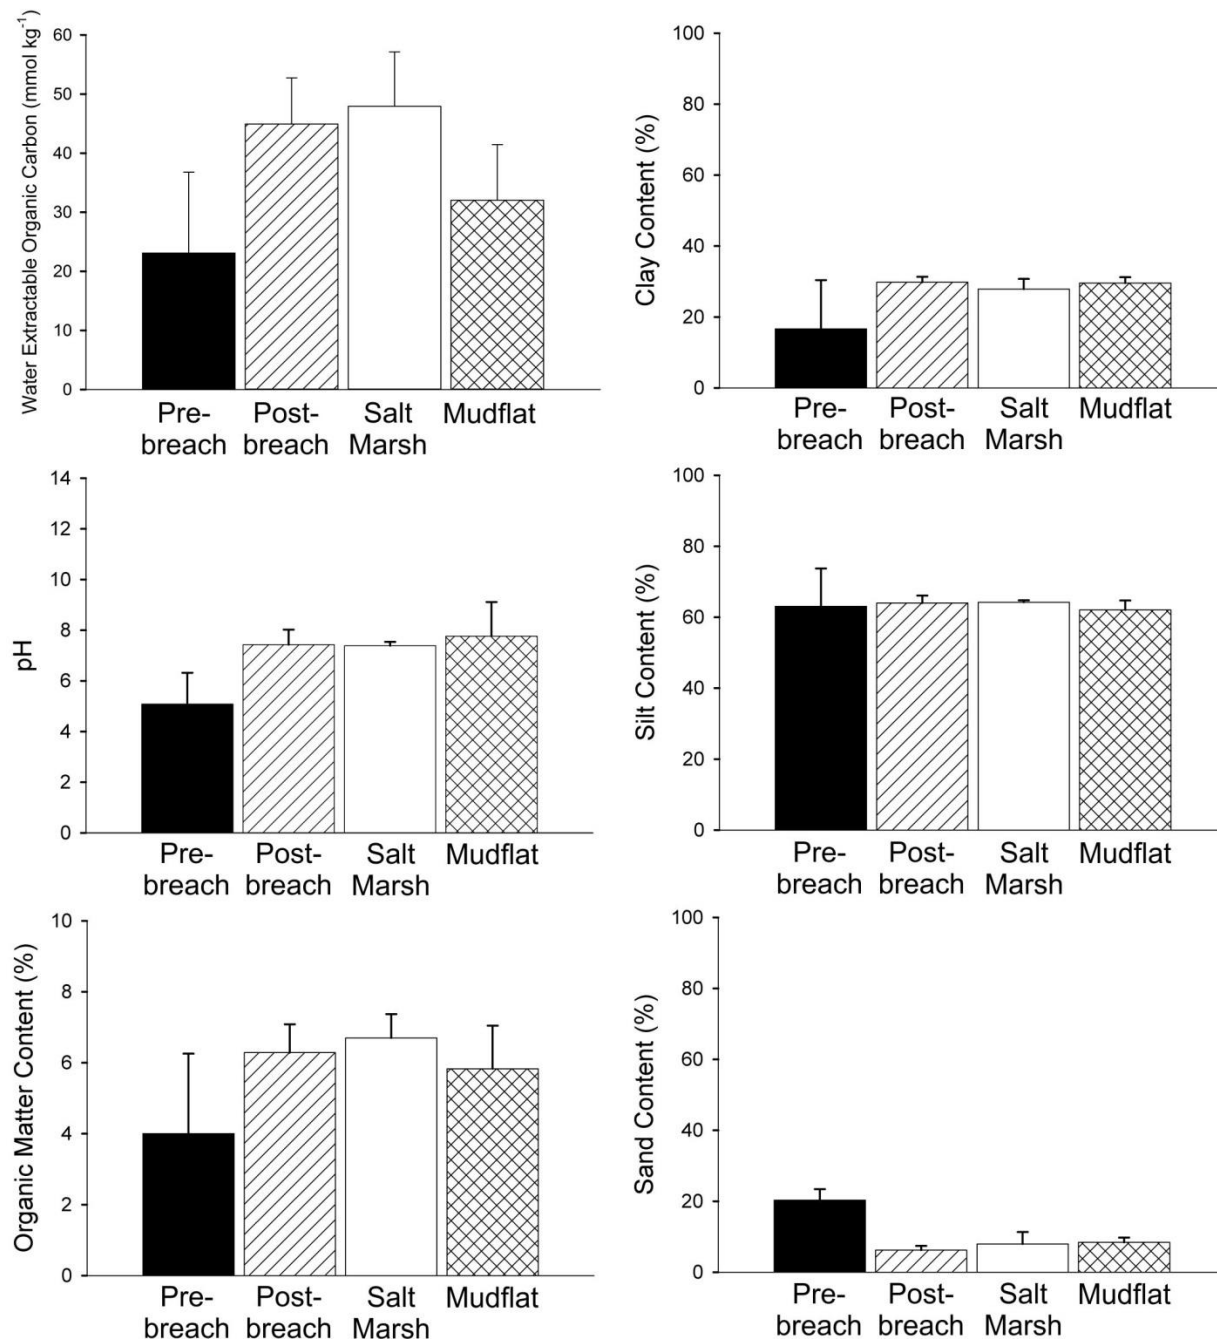 Water Extractable Organic Carbon (mmol kg⁻¹)
60
50
40
30
20
10
0
Pre-
breach
Post-
breach
Salt
Marsh
Mudflat
Clay Content (%)
100
80
60
40
20
0
Pre-
breach
Post-
breach
Salt
Marsh
Mudflat
pH
14
12
10
8
6
4
2
0
Pre-
breach
Post-
breach
Salt
Marsh
Mudflat
Silt Content (%)
100
80
60
40
20
0
Pre-
breach
Post-
breach
Salt
Marsh
Mudflat
Organic Matter Content (%)
10
8
6
4
2
0
Pre-
breach
Post-
breach
Salt
Marsh
Mudflat
Sand Content (%)
100
80
60
40
20
0
Pre-
breach
Post-
breach
Salt
Marsh
Mudflat